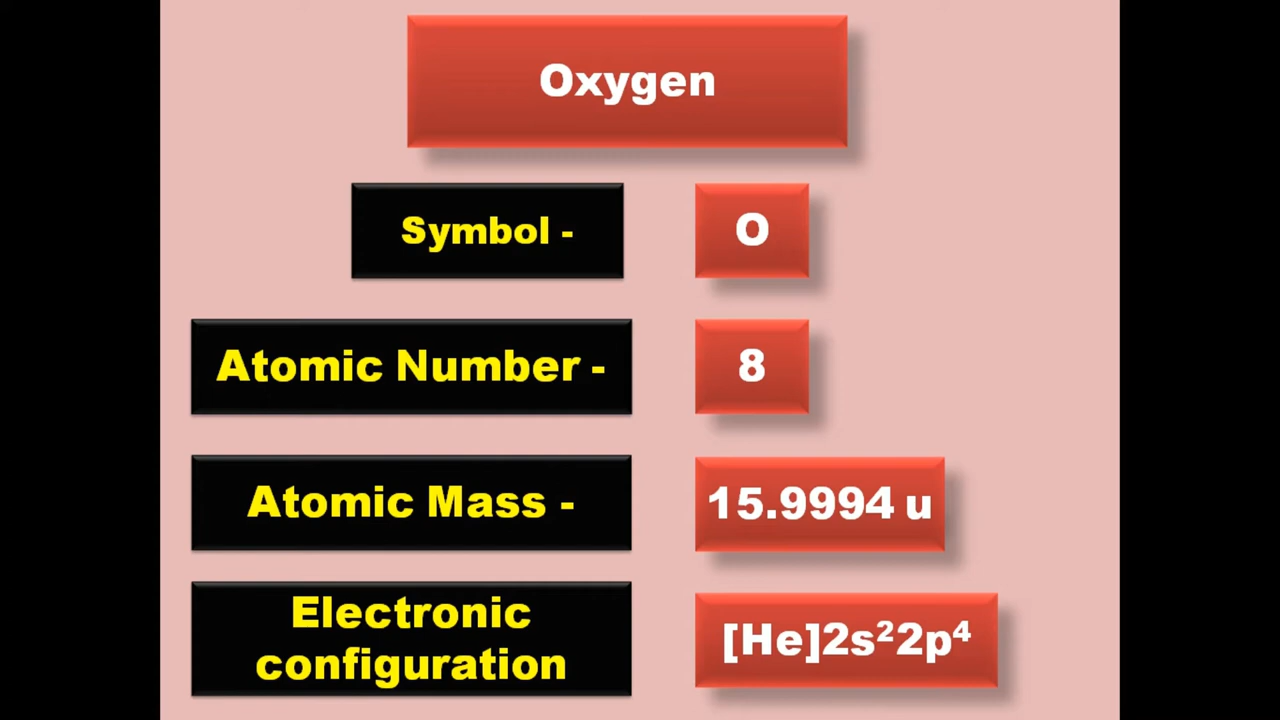 Oxygen
Symbol - O
Atomic Number - 8
Atomic Mass - 15.9994 u
Electronic
configuration
[He]2s²2p⁴